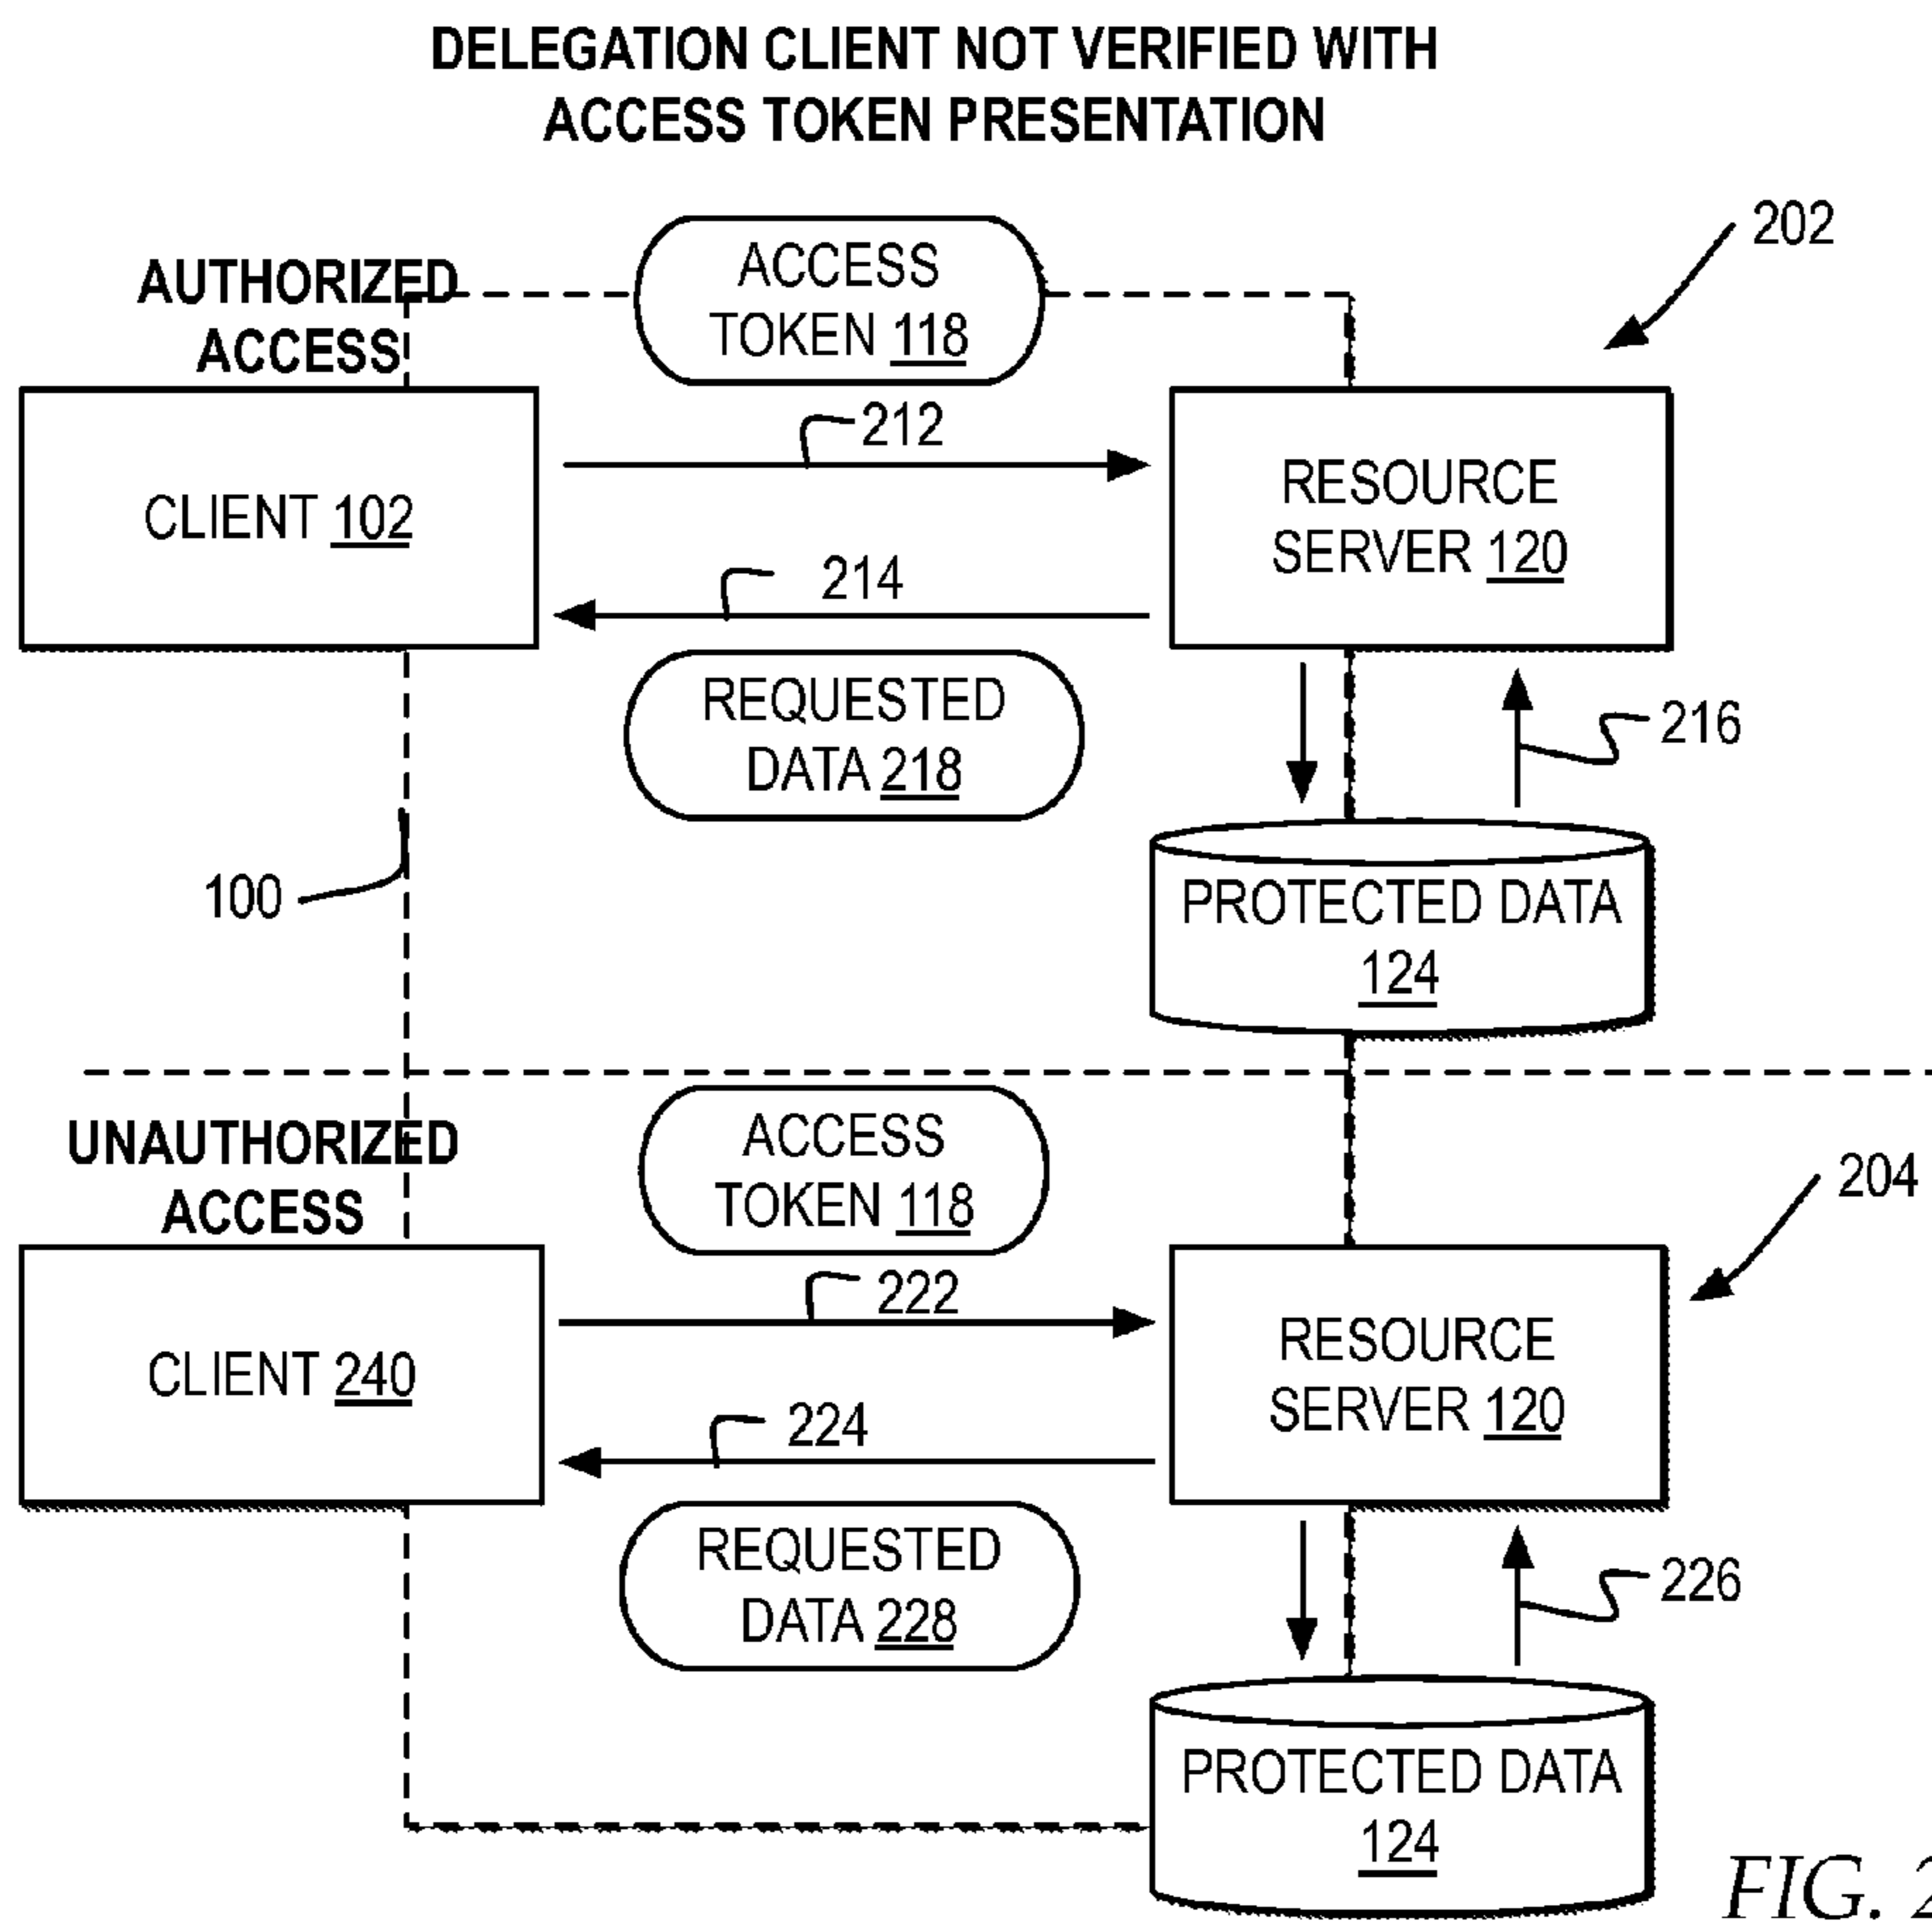 DELEGATION CLIENT NOT VERIFIED WITH
ACCESS TOKEN PRESENTATION
202
AUTHORIZED
ACCESS
ACCESS
TOKEN 118
212
CLIENT 102
RESOURCE
SERVER 120
214
REQUESTED
DATA 218
216
100
PROTECTED DATA
124
UNAUTHORIZED
ACCESS
ACCESS
TOKEN 118
204
222
CLIENT 240
RESOURCE
SERVER 120
224
REQUESTED
DATA 228
226
PROTECTED DATA
124
FIG. 2